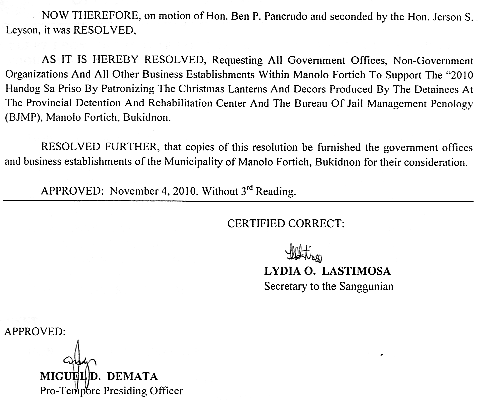 NOW THEREFORE, on motion of Hon. Ben P. Pancrudo and seconded by the Hon. Jerson S.
Leyson, it was RESOLVED,
AS IT IS HEREBY RESOLVED, Requesting All Government Offices, Non-Government
Organizations And All Other Business Establishments Within Manolo Fortich To Support The "2010
Handog Sa Priso By Patronizing The Christmas Lanterns And Decors Produced By The Detainees At
The Provincial Detention And Rehabilitation Center And The Bureau Of Jail Management Penology
(BJMP), Manolo Fortich, Bukidnon.
RESOLVED FURTHER, that copies of this resolution be furnished the government offices
and business establishments of the Municipality of Manolo Fortich, Bukidnon for their consideration.
APPROVED: November 4, 2010. Without 3rd Reading.
CERTIFIED CORRECT:
LYDIA O. LASTIMOSA
Secretary to the Sanggunian
APPROVED:
MIGUEL D. DEMATA
Pro-Tempore Presiding Officer